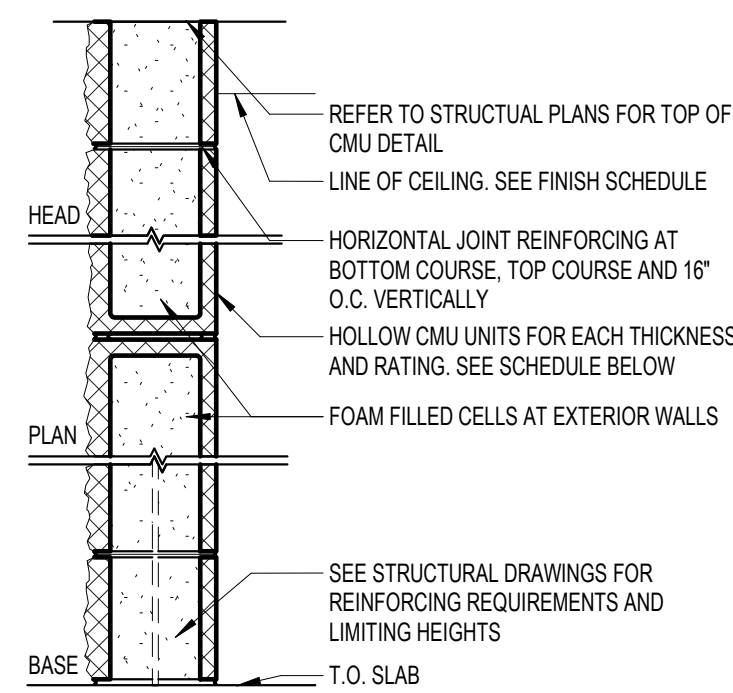 REFER TO STRUCTUAL PLANS FOR TOP OF
CMU DETAIL
LINE OF CEILING. SEE FINISH SCHEDULE
HEAD
HORIZONTAL JOINT REINFORCING AT
BOTTOM COURSE, TOP COURSE AND 16"
O.C. VERTICALLY
HOLLOW CMU UNITS FOR EACH THICKNESS
AND RATING. SEE SCHEDULE BELOW
FOAM FILLED CELLS AT EXTERIOR WALLS
PLAN
SEE STRUCTURAL DRAWINGS FOR
REINFORCING REQUIREMENTS AND
LIMITING HEIGHTS
BASE
T.O. SLAB